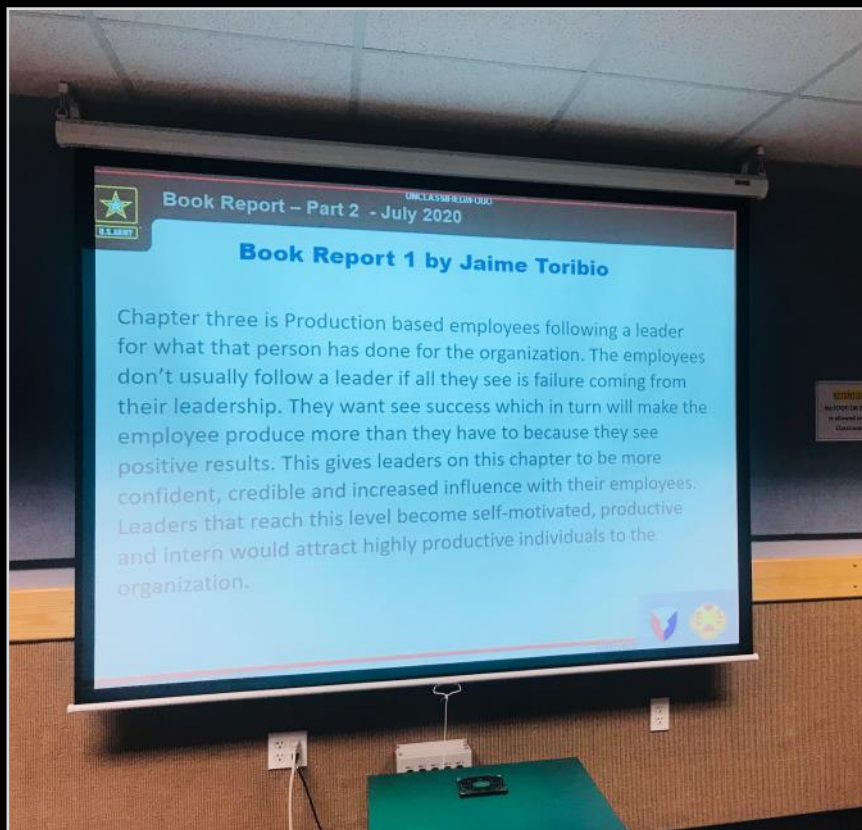 UNCLASSIFIED//FOUO
Book Report – Part 2 - July 2020
U.S.ARMY
Book Report 1 by Jaime Toribio
Chapter three is Production based employees following a leader
for what that person has done for the organization. The employees
don't usually follow a leader if all they see is failure coming from
their leadership. They want see success which in turn will make the
employee produce more than they have to because they see
positive results. This gives leaders on this chapter to be more
confident, credible and increased influence with their employees.
Leaders that reach this level become self-motivated, productive
and intern would attract highly productive individuals to the
organization.